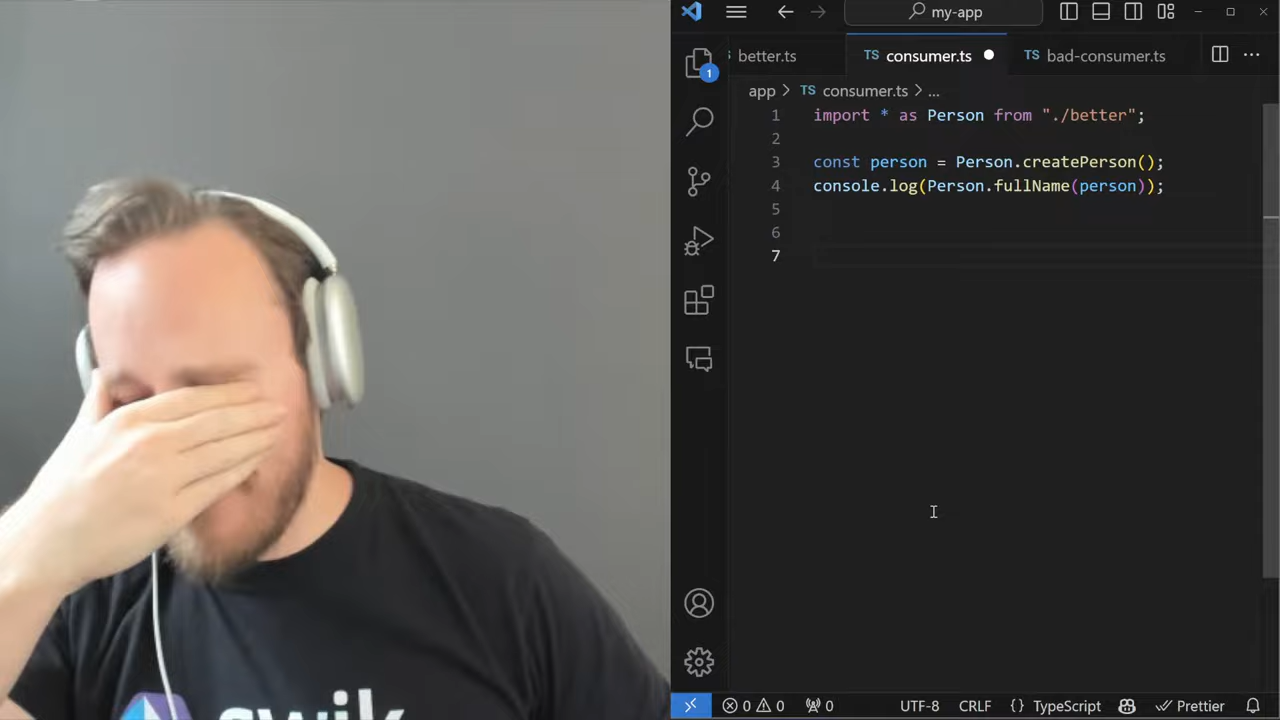 my-app
better.ts
TS consumer.ts
TS bad-consumer.ts
1
app > TS consumer.ts > ...
1 import * as Person from "./better";
2
3 const person = Person.createPerson();
4 console.log(Person.fullName(person));
5
6
7
qwik
0 0 0 UTF-8 CRLF {} TypeScript Prettier